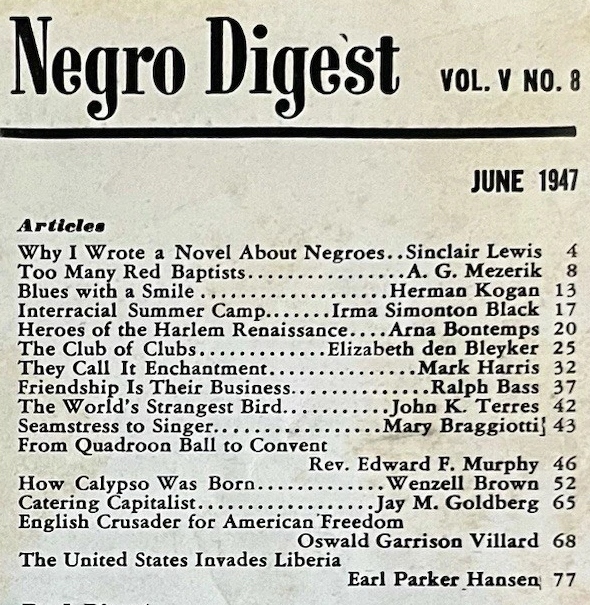 Negro Digest VOL. V NO. 8
JUNE 1947
Articles
Why I Wrote a Novel About Negroes..Sinclair Lewis 4
Too Many Red Baptists................A. G. Mezerik 8
Blues with a Smile ...................Herman Kogan 13
Interracial Summer Camp.......Irma Simonton Black 17
Heroes of the Harlem Renaissance....Arna Bontemps 20
The Club of Clubs.............Elizabeth den Bleyker 25
They Call It Enchantment...............Mark Harris 32
Friendship Is Their Business..............Ralph Bass 37
The World's Strangest Bird...........John K. Terres 42
Seamstress to Singer.................Mary Braggiotti 43
From Quadroon Ball to Convent
Rev. Edward F. Murphy 46
How Calypso Was Born.............Wenzell Brown 52
Catering Capitalist..................Jay M. Goldberg 65
English Crusader for American Freedom
Oswald Garrison Villard 68
The United States Invades Liberia
Earl Parker Hansen 77